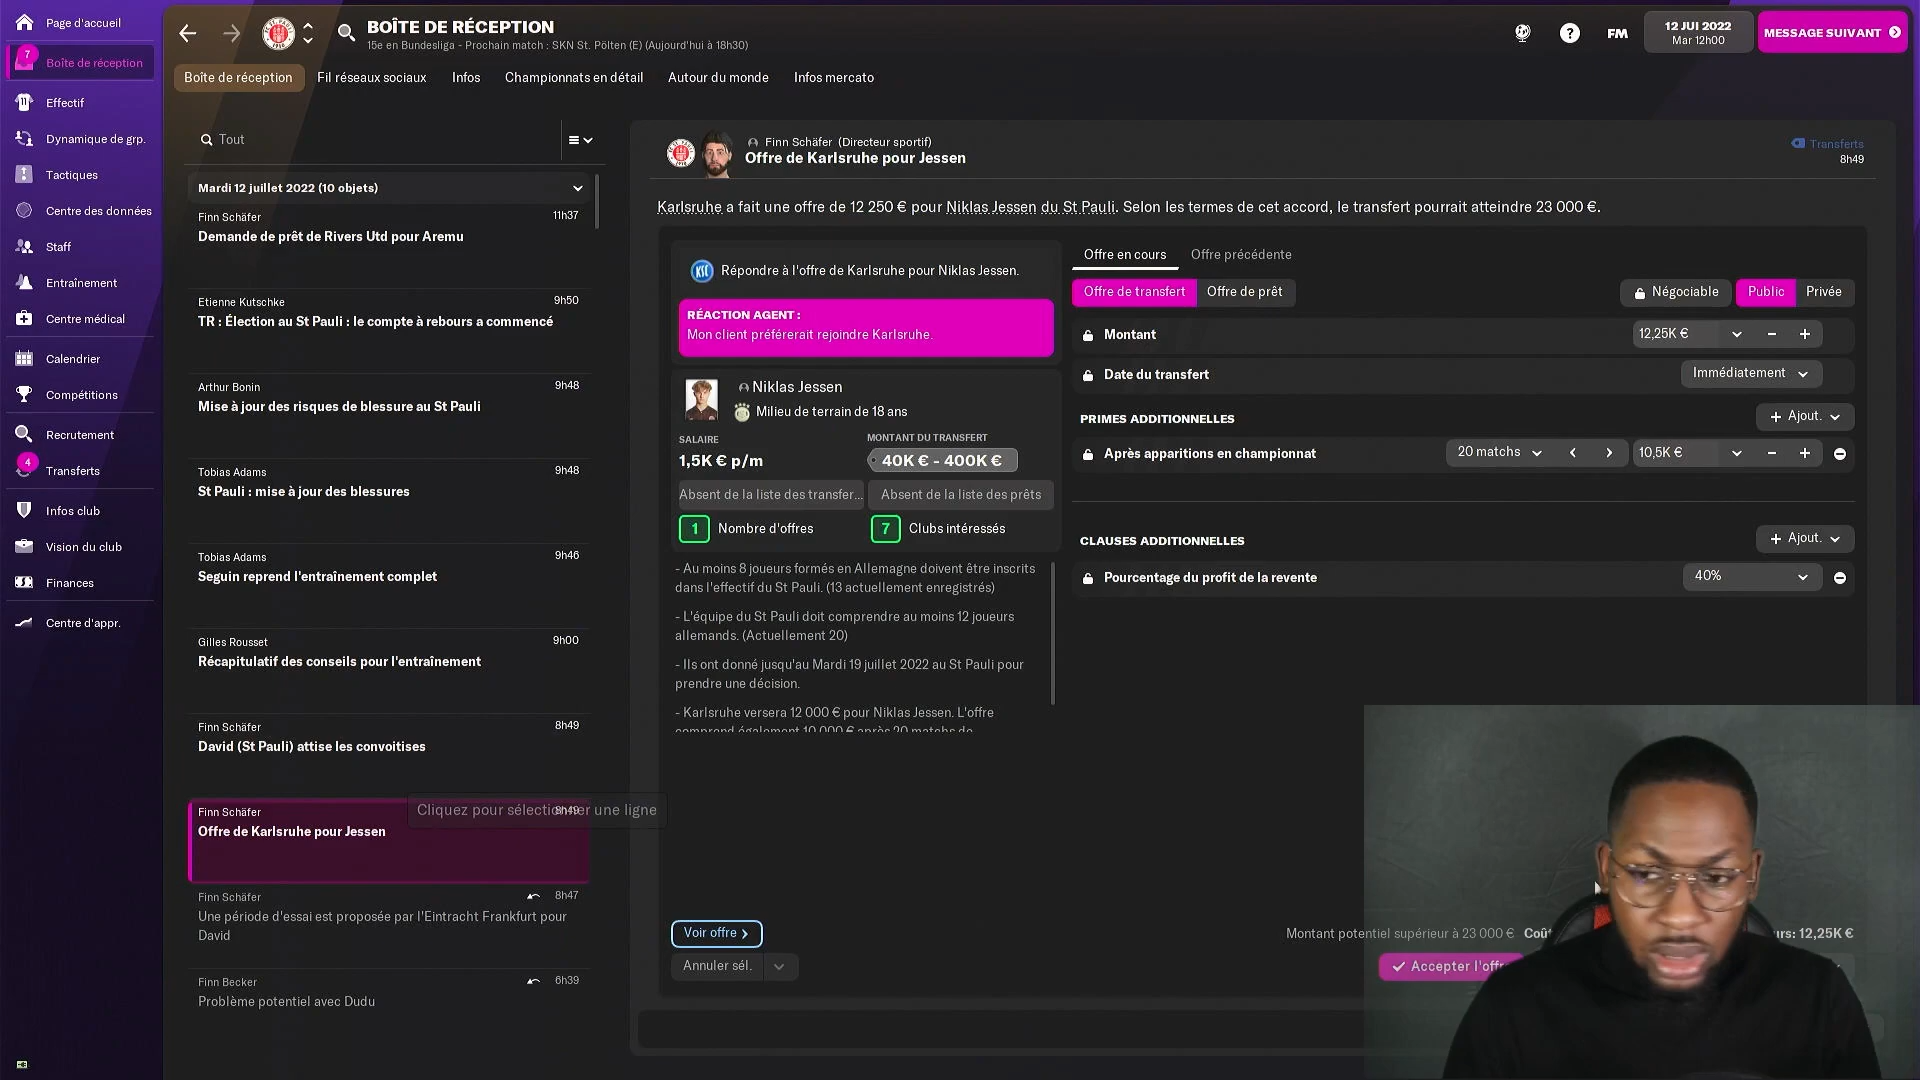 Page d'accueil
7
Boîte de réception
Effectif
Dynamique de grp.
Tactiques
Centre des données
Staff
Entraînement
Centre médical
Calendrier
Compétitions
Recrutement
4
Transferts
Infos club
Vision du club
Finances
Centre d'appr.
BOÎTE DE RÉCEPTION
15e en Bundesliga - Prochain match : SKN St. Pölten (E) (Aujourd'hui à 18h30)
?
FM
12 JUI 2022
Mar 12h00
MESSAGE SUIVANT
Boîte de réception
Fil réseaux sociaux
Infos
Championnats en détail
Autour du monde
Infos mercato
Tout
Mardi 12 juillet 2022 (10 objets)
Finn Schäfer 11h37
Demande de prêt de Rivers Utd pour Aremu
Etienne Kutschke 9h50
TR : Élection au St Pauli : le compte à rebours a commencé
Arthur Bonin 9h48
Mise à jour des risques de blessure au St Pauli
Tobias Adams 9h48
St Pauli : mise à jour des blessures
Tobias Adams 9h46
Seguin reprend l'entraînement complet
Gilles Rousset 9h00
Récapitulatif des conseils pour l'entraînement
Finn Schäfer 8h49
David (St Pauli) attise les convoitises
Finn Schäfer 8h49
Cliquez pour sélectionner une ligne
Offre de Karlsruhe pour Jessen
Finn Schäfer 8h47
Une période d'essai est proposée par l'Eintracht Frankfurt pour
David
Finn Becker 6h39
Problème potentiel avec Dudu
Finn Schäfer (Directeur sportif)
Offre de Karlsruhe pour Jessen
Transferts
8h49
Karlsruhe a fait une offre de 12 250 € pour Niklas Jessen du St Pauli. Selon les termes de cet accord, le transfert pourrait atteindre 23 000 €.
KSC
Répondre à l'offre de Karlsruhe pour Niklas Jessen.
RÉACTION AGENT :
Mon client préférerait rejoindre Karlsruhe.
Niklas Jessen
Milieu de terrain de 18 ans
SALAIRE
MONTANT DU TRANSFERT
1,5K € p/m
40K € - 400K €
Absent de la liste des transfer...
Absent de la liste des prêts
1 Nombre d'offres
7 Clubs intéressés
- Au moins 8 joueurs formés en Allemagne doivent être inscrits
dans l'effectif du St Pauli. (13 actuellement enregistrés)
- L'équipe du St Pauli doit comprendre au moins 12 joueurs
allemands. (Actuellement 20)
- Ils ont donné jusqu'au Mardi 19 juillet 2022 au St Pauli pour
prendre une décision.
- Karlsruhe versera 12 000 € pour Niklas Jessen. L'offre
comprend également 10 000 € après 20 matchs de
Voir offre
Annuler sél.
Offre en cours
Offre précédente
Offre de transfert
Offre de prêt
Négociable
Public
Privée
Montant
12,25K €
Date du transfert
Immédiatement
PRIMES ADDITIONNELLES
Ajout.
Après apparitions en championnat
20 matchs
10,5K €
CLAUSES ADDITIONNELLES
Ajout.
Pourcentage du profit de la revente
40%
Montant potentiel supérieur à 23 000 €
12,25K €
Accepter l'offr